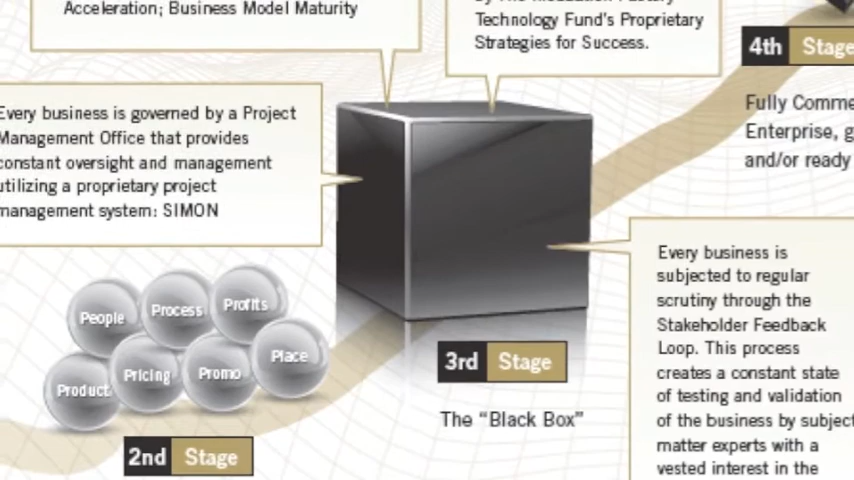 Acceleration; Business Model Maturity
Technology Fund's Proprietary
Strategies for Success.
4th Stage
Fully
Enterprise,
and/or ready
Every business is governed by a Project
Management Office that provides
constant oversight and management
utilizing a proprietary project
management system: SIMON
Every business is
subjected to regular
scrutiny through the
Stakeholder Feedback
Loop. This process
creates a constant state
of testing and validation
of the business by subject
matter experts with a
vested interest in the
People
Process
Profits
Product
Pricing
Promo
Place
3rd Stage
The “Black Box”
2nd Stage